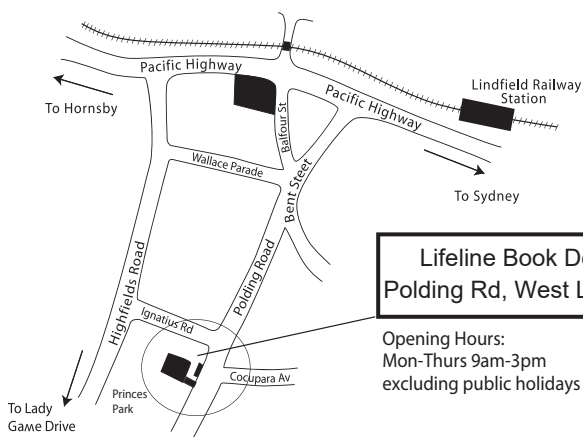 Pacific Highway
Lindfield Railway
Station
To Hornsby
Pacific Highway
Balfour St
Wallace Parade
Bent Steet
To Sydney
Highfields Road
Polding Road
Lifeline Book
Polding Rd, West
Ignatius Rd
Opening Hours:
Mon-Thurs 9am-3pm
excluding public holidays
Cocupara Av
Princes
Park
To Lady
Game Drive